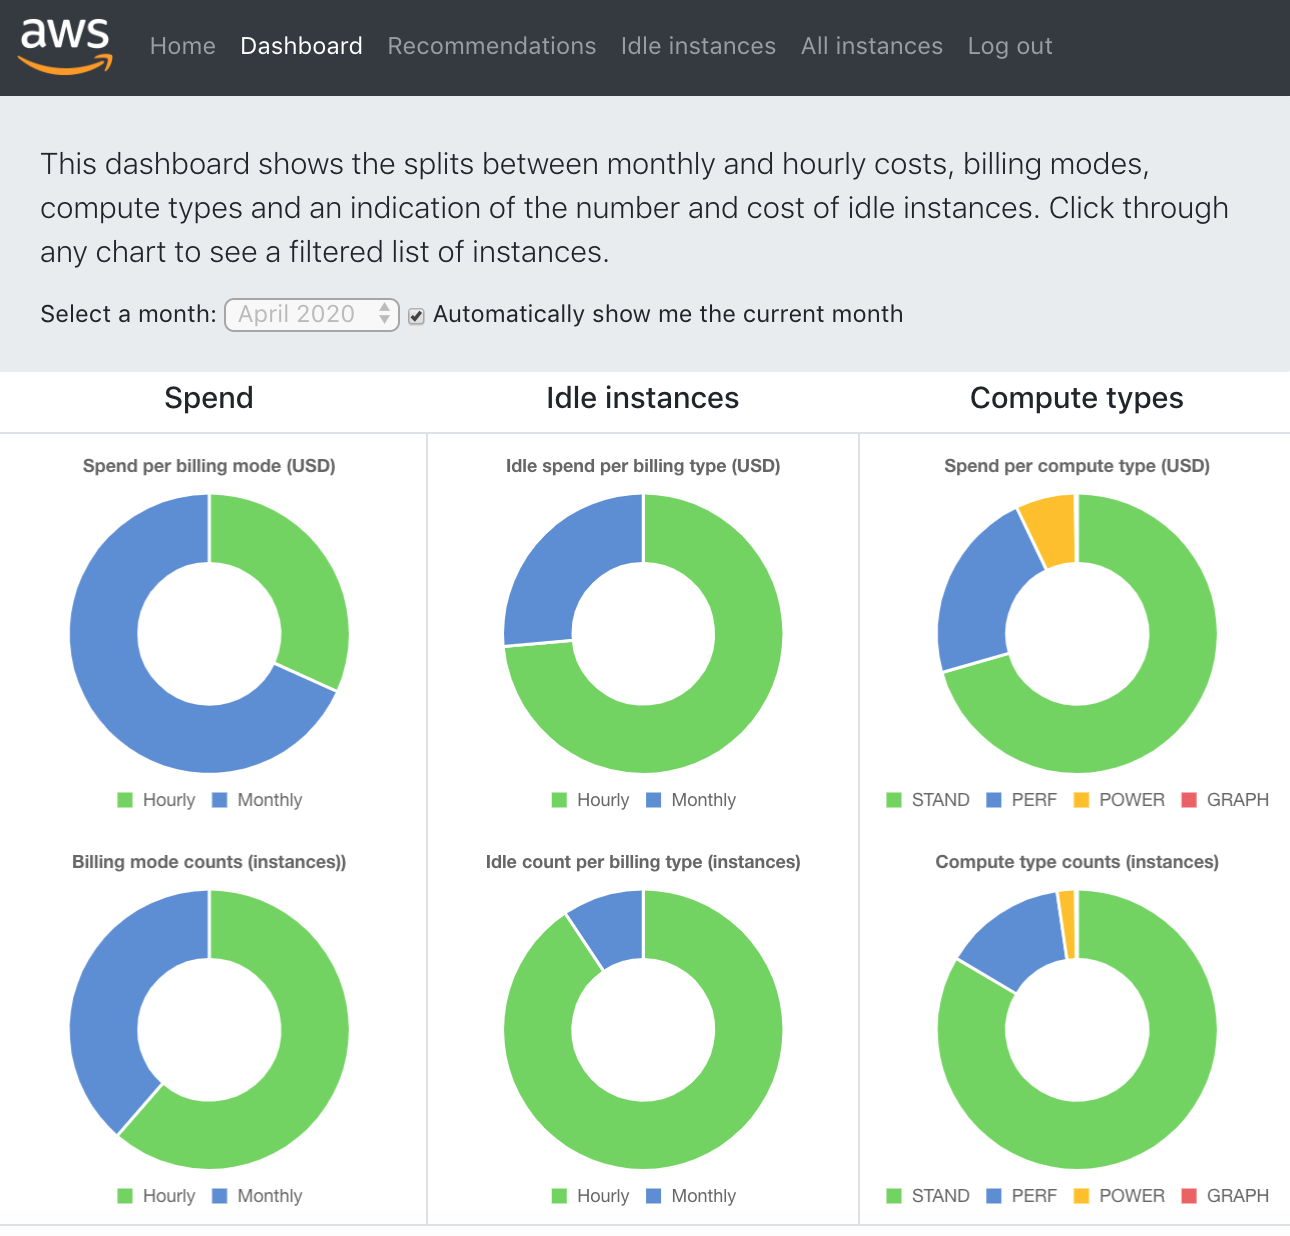 aws
Home Dashboard Recommendations Idle instances All instances Log out
This dashboard shows the splits between monthly and hourly costs, billing modes,
compute types and an indication of the number and cost of idle instances. Click through
any chart to see a filtered list of instances.
Select a month: April 2020 Automatically show me the current month
Spend Idle instances Compute types
Spend per billing mode (USD) Idle spend per billing type (USD) Spend per compute type (USD)
Hourly Monthly Hourly Monthly STAND PERF POWER GRAPH
Billing mode counts (instances)) Idle count per billing type (instances) Compute type counts (instances)
Hourly Monthly Hourly Monthly STAND PERF POWER GRAPH